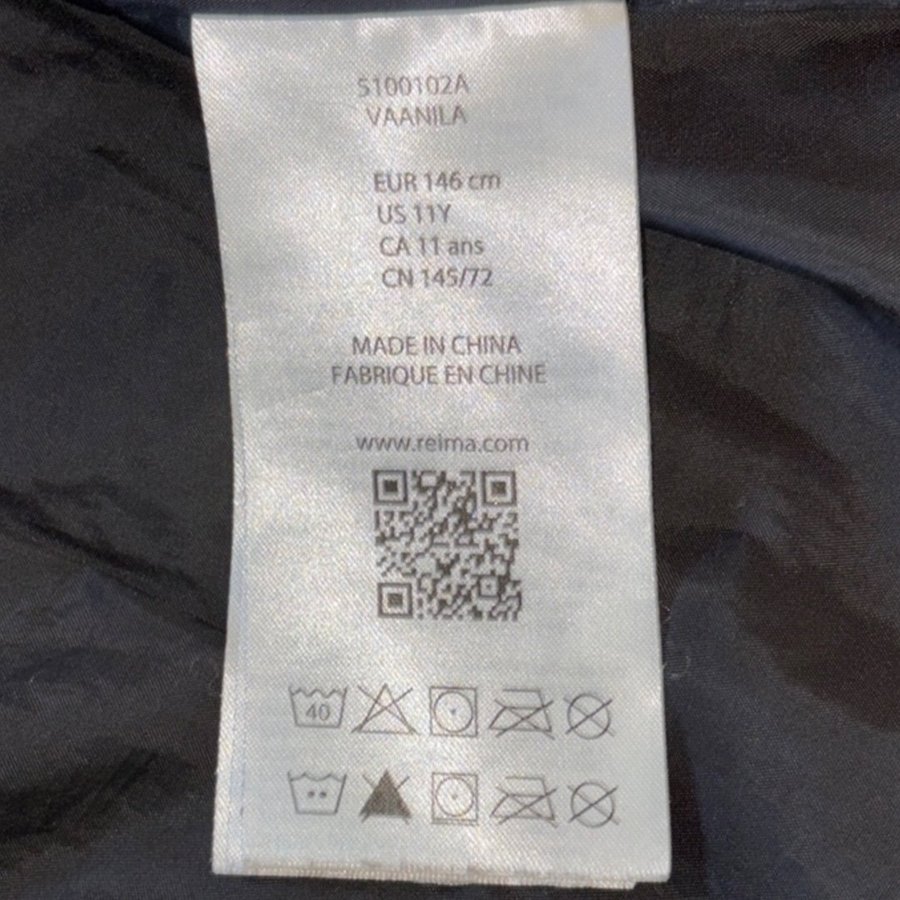 5100102A
VAANILA
EUR 146 cm
US 11Y
CA 11 ans
CN 145/72
MADE IN CHINA
FABRIQUE EN CHINE
www.reima.com
40